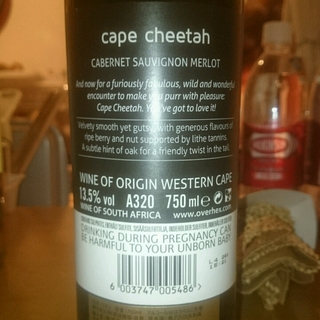 cape cheetah
CABERNET SAUVIGNON MERLOT
And now for a furiously fabulous, wild and wonderful
encounter to make you purr with pleasure:
Cape Cheetah. You've got to love it!
Velvety smooth yet gutsy, with generous flavours of
ripe berry and nut supported by lithe tannins.
A subtle hint of oak for a friendly twist in the tail.
WINE OF ORIGIN WESTERN CAPE
13.5% vol A320 750 ml e
WINE OF SOUTH AFRICA www.overhex.com
DRINKING DURING PREGNANCY CAN
BE HARMFUL TO YOUR UNBORN BABY
6 003747 005486 >